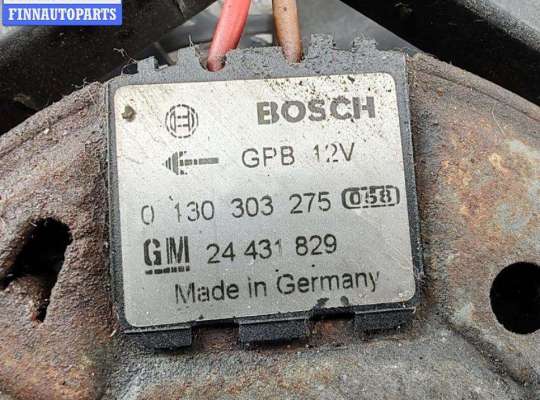 FINNAUTOPARTS
BOSCH
GPB 12V
0 130 303 275 058
GM 24 431 829
Made in Germany